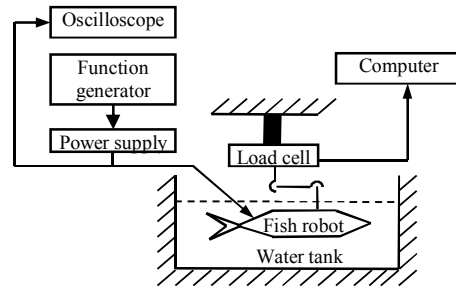 Oscilloscope
Function
generator
Computer
Power supply
Load cell
Fish robot
Water tank